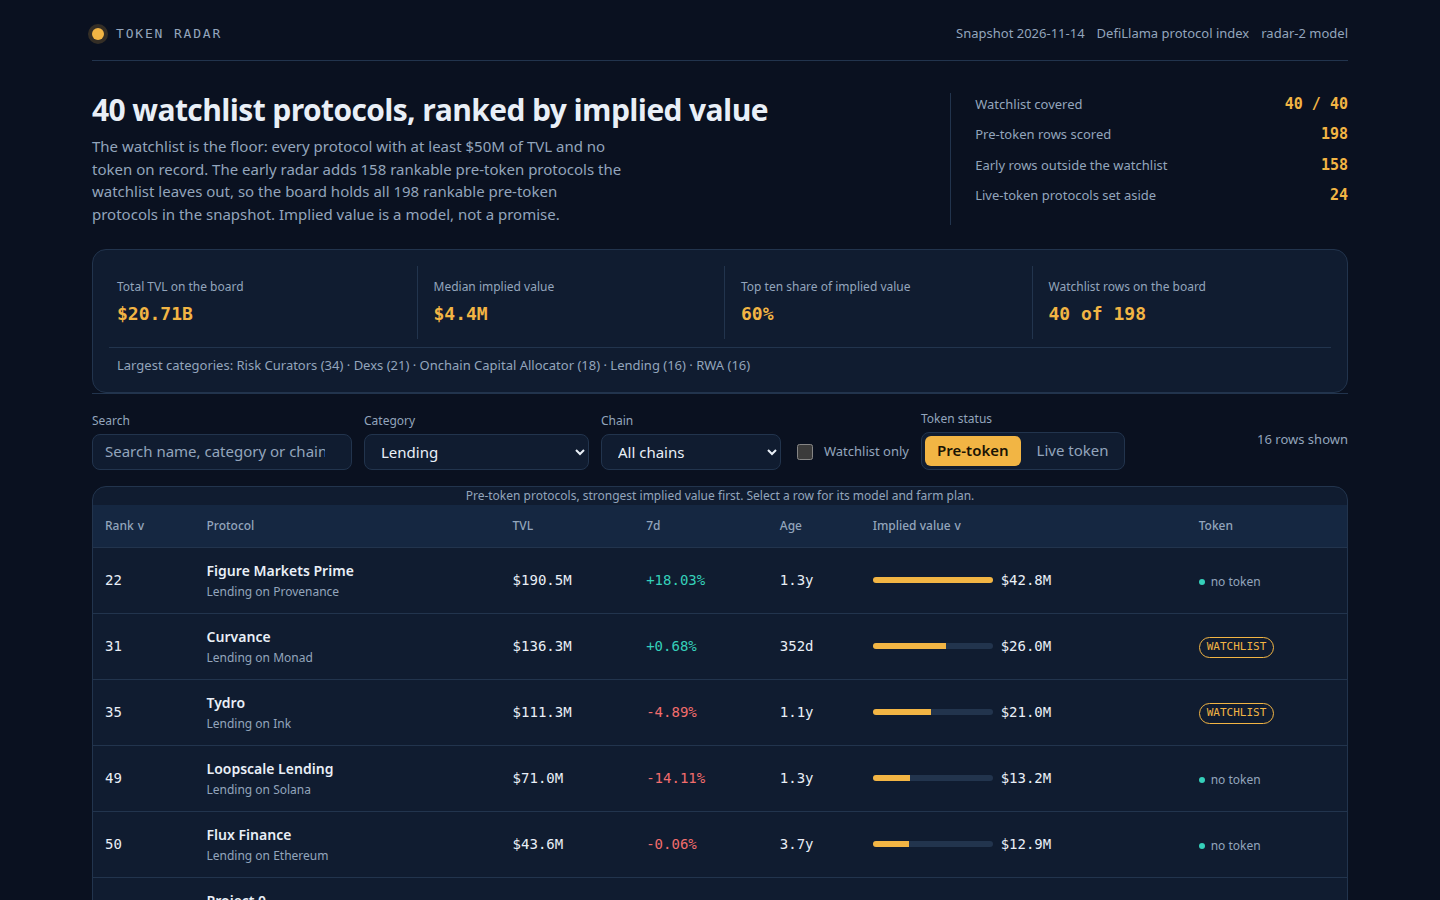 TOKEN RADAR
Snapshot 2026-11-14 DefiLlama protocol index radar-2 model
40 watchlist protocols, ranked by implied value
The watchlist is the floor: every protocol with at least $50M of TVL and no
token on record. The early radar adds 158 rankable pre-token protocols the
watchlist leaves out, so the board holds all 198 rankable pre-token
protocols in the snapshot. Implied value is a model, not a promise.
Watchlist covered 40 / 40
Pre-token rows scored 198
Early rows outside the watchlist 158
Live-token protocols set aside 24
Total TVL on the board
$20.71B
Median implied value
$4.4M
Top ten share of implied value
60%
Watchlist rows on the board
40 of 198
Largest categories: Risk Curators (34) · Dexs (21) · Onchain Capital Allocator (18) · Lending (16) · RWA (16)
Search
Search name, category or chain
Category
Lending
Chain
All chains
Watchlist only
Token status
Pre-token Live token
16 rows shown
Pre-token protocols, strongest implied value first. Select a row for its model and farm plan.
Rank v Protocol TVL 7d Age Implied value v Token
22 Figure Markets Prime $190.5M +18.03% 1.3y $42.8M no token
Lending on Provenance
31 Curvance $136.3M +0.68% 352d $26.0M WATCHLIST
Lending on Monad
35 Tydro $111.3M -4.89% 1.1y $21.0M WATCHLIST
Lending on Ink
49 Loopscale Lending $71.0M -14.11% 1.3y $13.2M no token
Lending on Solana
50 Flux Finance $43.6M -0.06% 3.7y $12.9M no token
Lending on Ethereum